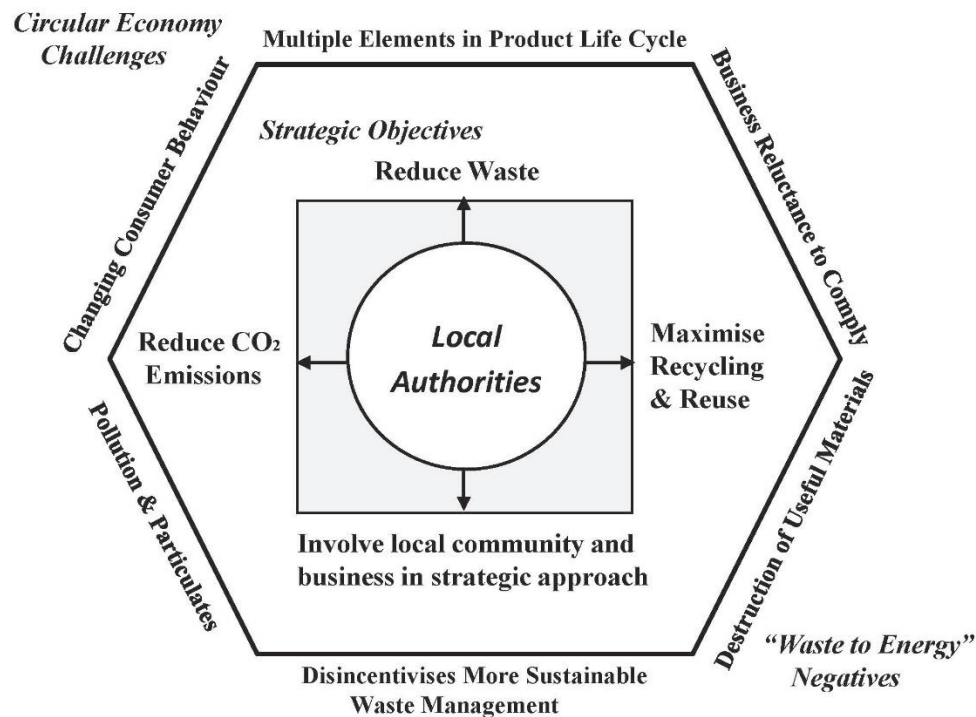 Circular Economy
Challenges
Multiple Elements in Product Life Cycle
Business Reluctance to Comply
Changing Consumer Behaviour
Strategic Objectives
Reduce Waste
Reduce CO₂
Emissions
Local
Authorities
Maximise
Recycling
& Reuse
Involve local community and
business in strategic approach
Pollution & Particulates
Destruction of Useful Materials
Disincentivises More Sustainable
Waste Management
“Waste to Energy”
Negatives